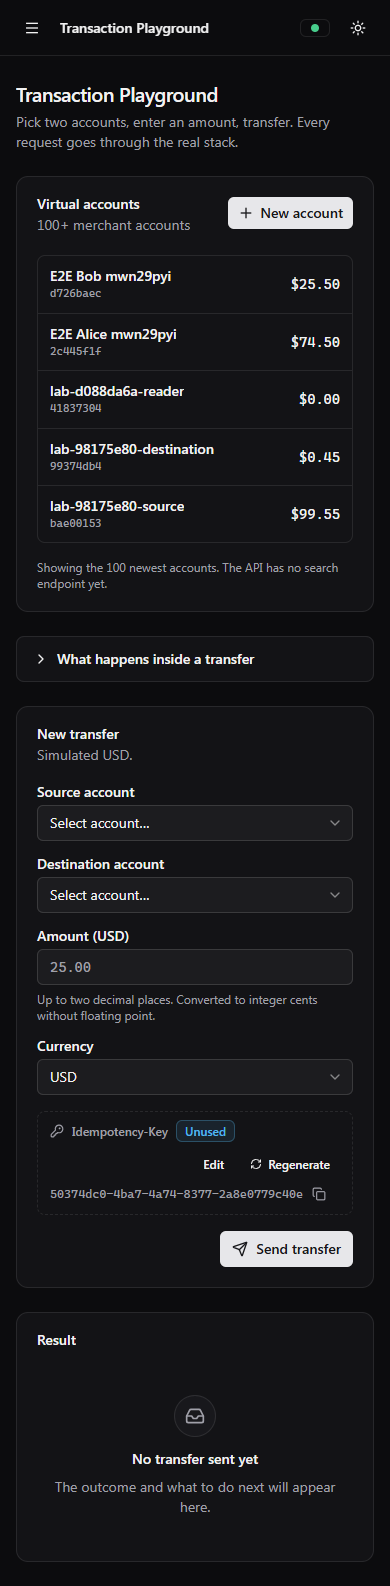 Transaction Playground
Transaction Playground
Pick two accounts, enter an amount, transfer. Every
request goes through the real stack.
Virtual accounts
100+ merchant accounts
New account
E2E Bob mwn29pyi
d726baec
$25.50
E2E Alice mwn29pyi
2c445f1f
$74.50
lab-d088da6a-reader
41837304
$0.00
lab-98175e80-destination
99374db4
$0.45
lab-98175e80-source
bae00153
$99.55
Showing the 100 newest accounts. The API has no search
endpoint yet.
What happens inside a transfer
New transfer
Simulated USD.
Source account
Select account...
Destination account
Select account...
Amount (USD)
25.00
Up to two decimal places. Converted to integer cents
without floating point.
Currency
USD
Idempotency-Key
Unused
Edit
Regenerate
50374dc0-4ba7-4a74-8377-2a8e0779c40e
Send transfer
Result
No transfer sent yet
The outcome and what to do next will appear
here.